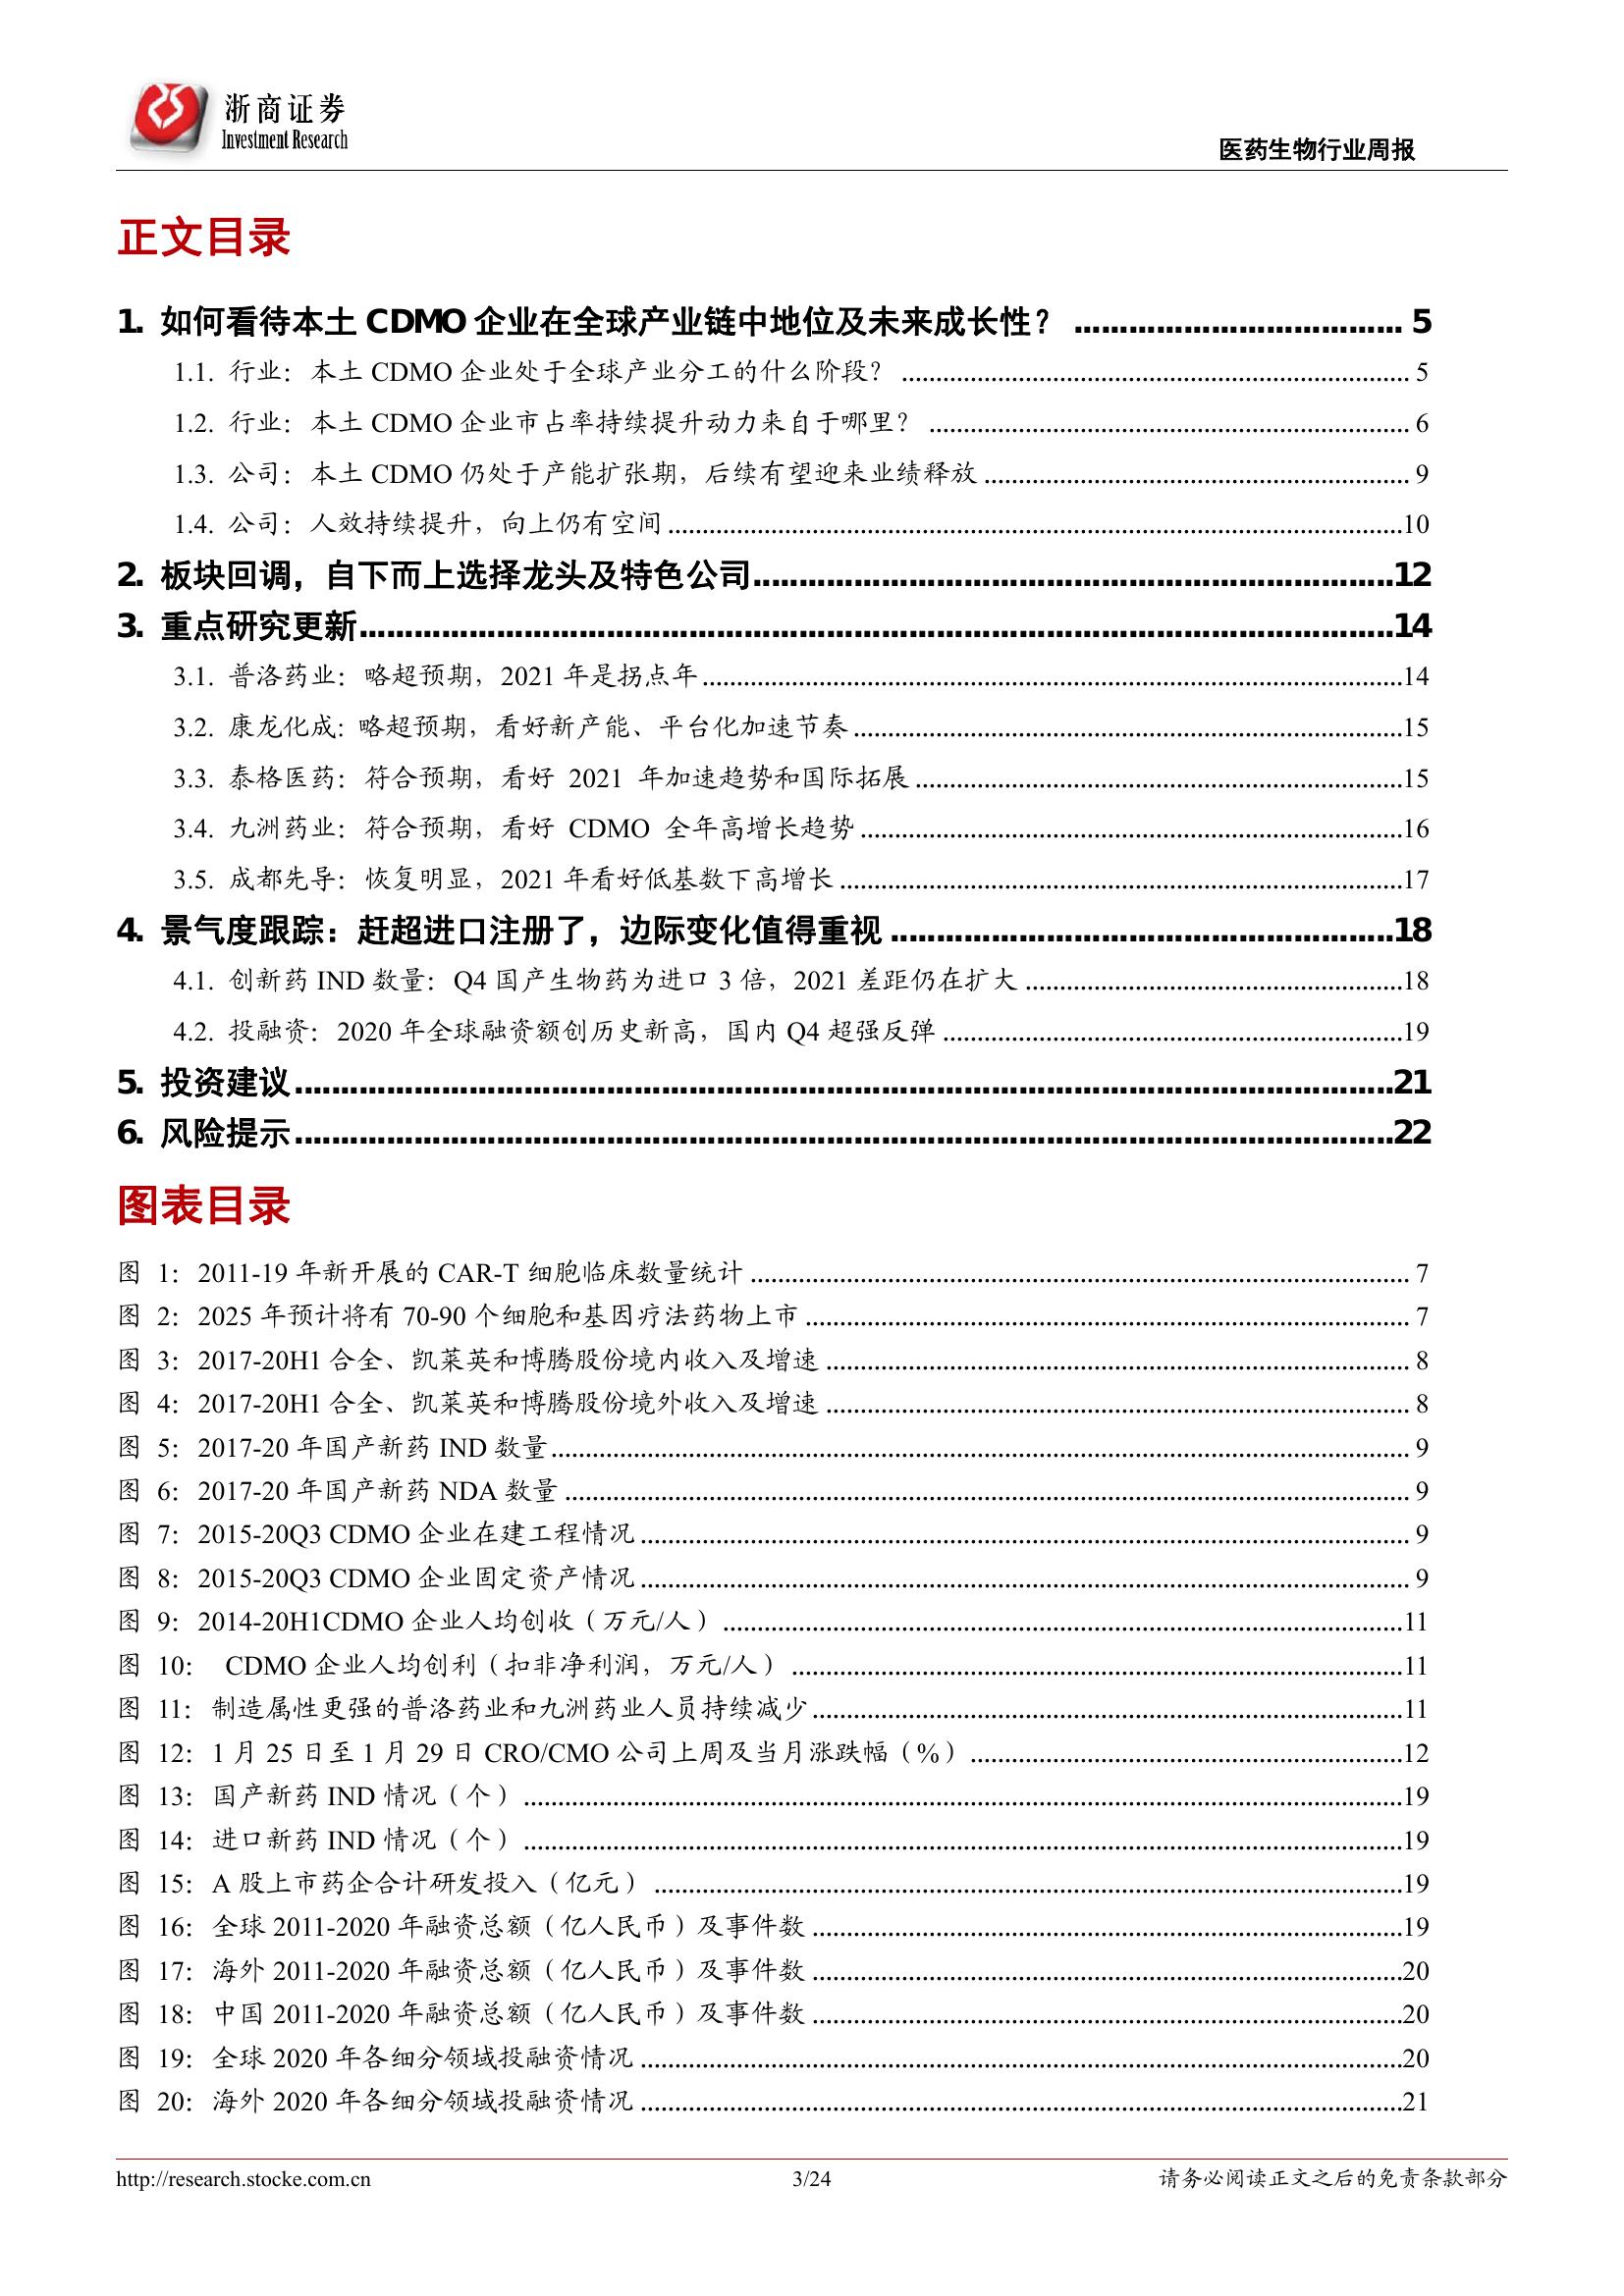 浙商证券
Investment Research
医药生物行业周报
正文目录
1. 如何看待本土 CDMO 企业在全球产业链中地位及未来成长性？ .................................... 5
1.1. 行业：本土 CDMO 企业处于全球产业分工的什么阶段？ .................................... 5
1.2. 行业：本土 CDMO 企业市占率持续提升动力来自于哪里？ .................................... 6
1.3. 公司：本土 CDMO 仍处于产能扩张期，后续有望迎来业绩释放 .................................... 9
1.4. 公司：人效持续提升，向上仍有空间 .................................... 10
2. 板块回调，自下而上选择龙头及特色公司.................................... 12
3. 重点研究更新.................................... 14
3.1. 普洛药业：略超预期，2021 年是拐点年 .................................... 14
3.2. 康龙化成: 略超预期，看好新产能、平台化加速节奏 .................................... 15
3.3. 泰格医药：符合预期，看好 2021 年加速趋势和国际拓展 .................................... 15
3.4. 九洲药业：符合预期，看好 CDMO 全年高增长趋势 .................................... 16
3.5. 成都先导：恢复明显，2021 年看好低基数下高增长 .................................... 17
4. 景气度跟踪：赶超进口注册了，边际变化值得重视 .................................... 18
4.1. 创新药 IND 数量：Q4 国产生物药为进口 3 倍，2021 差距仍在扩大 .................................... 18
4.2. 投融资：2020 年全球融资额创历史新高，国内 Q4 超强反弹 .................................... 19
5. 投资建议.................................... 21
6. 风险提示.................................... 22
图表目录
图 1：2011-19 年新开展的 CAR-T 细胞临床数量统计 .................................... 7
图 2：2025 年预计将有 70-90 个细胞和基因疗法药物上市 .................................... 7
图 3：2017-20H1 合全、凯莱英和博腾股份境内收入及增速 .................................... 8
图 4：2017-20H1 合全、凯莱英和博腾股份境外收入及增速 .................................... 8
图 5：2017-20 年国产新药 IND 数量 .................................... 9
图 6：2017-20 年国产新药 NDA 数量 .................................... 9
图 7：2015-20Q3 CDMO 企业在建工程情况 .................................... 9
图 8：2015-20Q3 CDMO 企业固定资产情况 .................................... 9
图 9：2014-20H1CDMO 企业人均创收（万元/人） .................................... 11
图 10： CDMO 企业人均创利（扣非净利润，万元/人） .................................... 11
图 11：制造属性更强的普洛药业和九洲药业人员持续减少 .................................... 11
图 12：1 月 25 日至 1 月 29 日 CRO/CMO 公司上周及当月涨跌幅（%） .................................... 12
图 13：国产新药 IND 情况（个） .................................... 19
图 14：进口新药 IND 情况（个） .................................... 19
图 15：A 股上市药企合计研发投入（亿元） .................................... 19
图 16：全球 2011-2020 年融资总额（亿人民币）及事件数 .................................... 19
图 17：海外 2011-2020 年融资总额（亿人民币）及事件数 .................................... 20
图 18：中国 2011-2020 年融资总额（亿人民币）及事件数 .................................... 20
图 19：全球 2020 年各细分领域投融资情况 .................................... 20
图 20：海外 2020 年各细分领域投融资情况 .................................... 21
http://research.stocke.com.cn 3/24 请务必阅读正文之后的免责条款部分